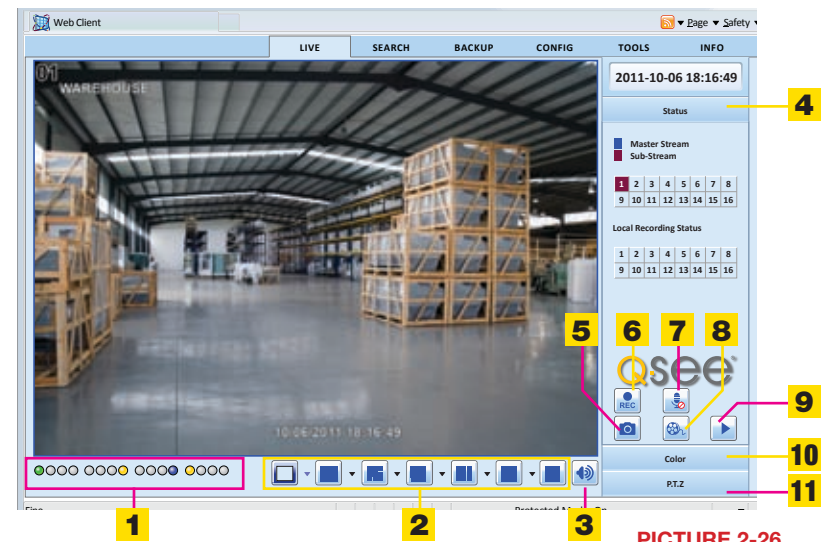 Web Client
Page Safety
LIVE SEARCH BACKUP CONFIG TOOLS INFO
01
WAREHOUSE
2011-10-06 18:16:49
Status
4
Master Stream
Sub-Stream
1 2 3 4 5 6 7 8
9 10 11 12 13 14 15 16
Local Recording Status
1 2 3 4 5 6 7 8
9 10 11 12 13 14 15 16
5 6 7 8
Q-see
REC
9
10-06-2011 18:16:49
Color
10
P.T.Z
11
1 2 3
PICTURE 2-26